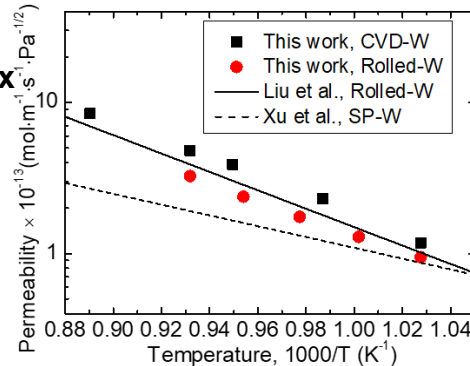 x
Permeability × 10⁻¹³(mol·m⁻¹·s⁻¹·Pa⁻¹ᐟ²)
10
1
This work, CVD-W
This work, Rolled-W
Liu et al., Rolled-W
Xu et al., SP-W
0.88 0.90 0.92 0.94 0.96 0.98 1.00 1.02 1.04
Temperature, 1000/T (K⁻¹)